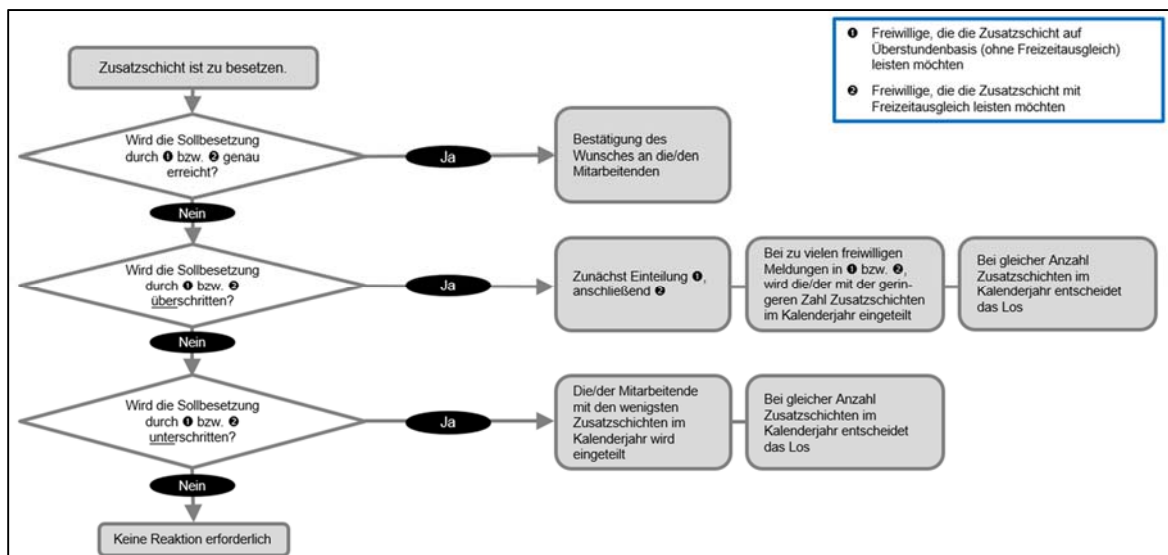 ❶ Freiwillige, die die Zusatzschicht auf
Überstundenbasis (ohne Freizeitausgleich)
leisten möchten
❷ Freiwillige, die die Zusatzschicht mit
Freizeitausgleich leisten möchten
Zusatzschicht ist zu besetzen.
Wird die Sollbesetzung
durch ❶ bzw. ❷ genau
erreicht?
Ja
Bestätigung des
Wunsches an die/den
Mitarbeitenden
Nein
Wird die Sollbesetzung
durch ❶ bzw. ❷
überschritten?
Ja
Zunächst Einteilung ❶,
anschließend ❷
Bei zu vielen freiwilligen
Meldungen in ❶ bzw. ❷,
wird die/der mit der gerin-
geren Zahl Zusatzschichten
im Kalenderjahr eingeteilt
Bei gleicher Anzahl
Zusatzschichten im
Kalenderjahr entscheidet
das Los
Nein
Wird die Sollbesetzung
durch ❶ bzw. ❷
unterschritten?
Ja
Die/der Mitarbeitende
mit den wenigsten
Zusatzschichten im
Kalenderjahr wird
eingeteilt
Bei gleicher Anzahl
Zusatzschichten im
Kalenderjahr entscheidet
das Los
Nein
Keine Reaktion erforderlich